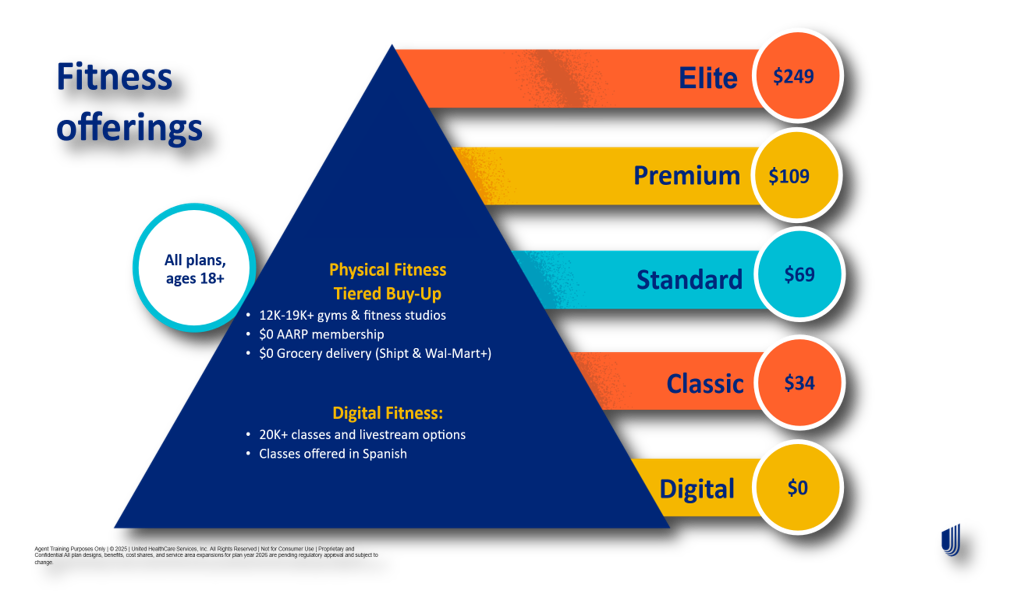 Fitness
offerings
All plans,
ages 18+
Physical Fitness
Tiered Buy-Up
• 12K-19K+ gyms & fitness studios
• $0 AARP membership
• $0 Grocery delivery (Shipt & Wal-Mart+)
Digital Fitness:
• 20K+ classes and livestream options
• Classes offered in Spanish
Elite $249
Premium $109
Standard $69
Classic $34
Digital $0
Agent Training Purposes Only | © 2025 | United HealthCare Services, Inc. All Rights Reserved | Not for Consumer Use | Proprietary and
Confidential All plan designs, benefits, cost shares, and service area expansions for plan year 2026 are pending regulatory approval and subject to
change.